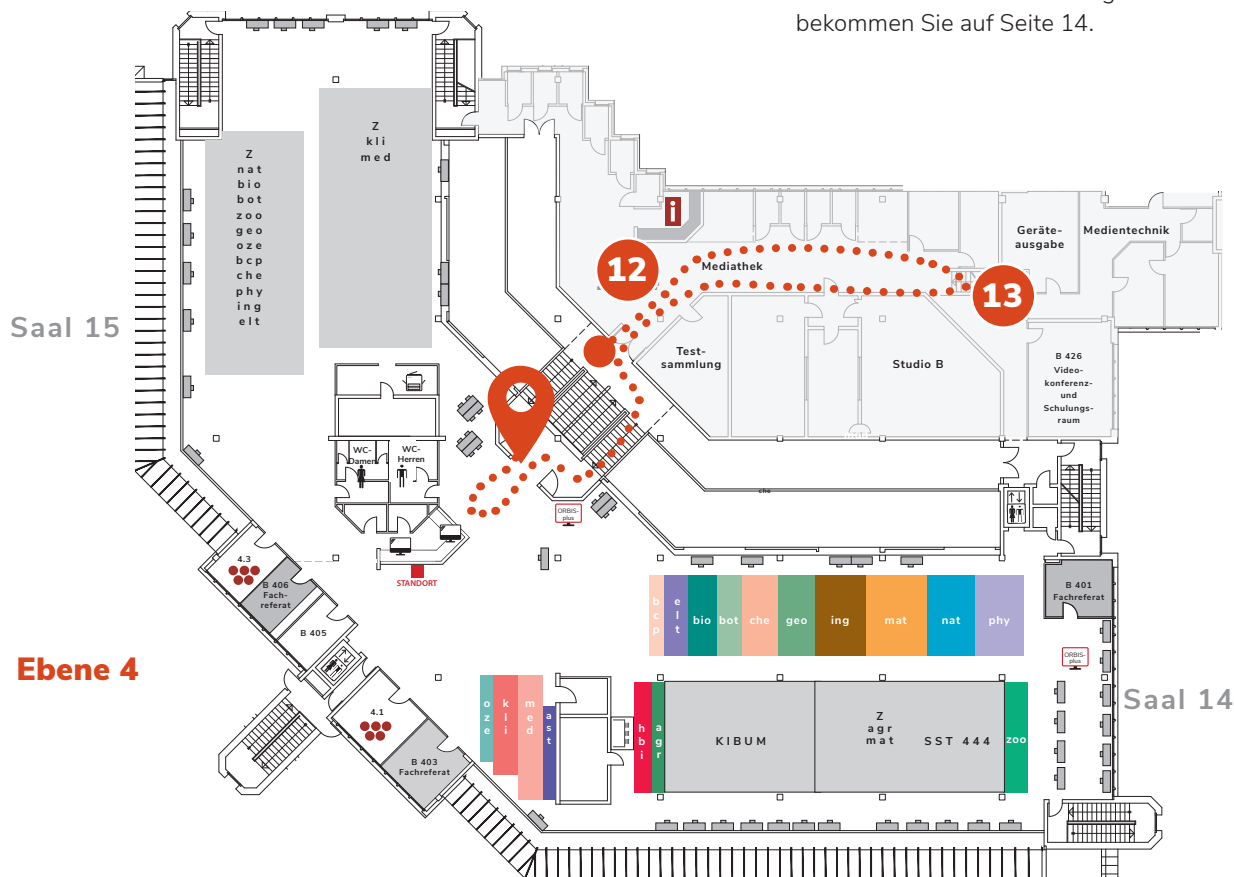 bekommen Sie auf Seite 14.
Z
kli
med
Z
nat
bio
bot
zoo
geo
oze
bcp
che
phy
ing
elt
i
Geräte-
ausgabe
Medientechnik
12
Mediathek
13
Saal 15
Test-
sammlung
Studio B
B 426
Video-
konferenz-
und
Schulungs-
raum
WC-
Damen
WC-
Herren
che
ORBIS-
plus
STANDORT
4.3
B 406
Fach-
referat
B 405
B 401
Fachreferat
bcp
elt
bio
bot
che
geo
ing
mat
nat
phy
ORBIS-
plus
Ebene 4
oze
kli
med
ast
hbi
agr
KIBUM
Z
agr
mat
SST 444
zoo
Saal 14
4.1
B 403
Fachreferat